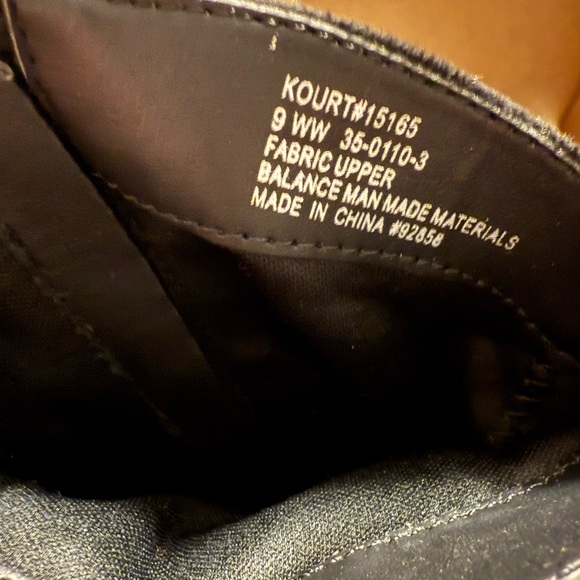 KOURT#15165
9 WW 35-0110-3
FABRIC UPPER
BALANCE MAN MADE MATERIALS
MADE IN CHINA #92858